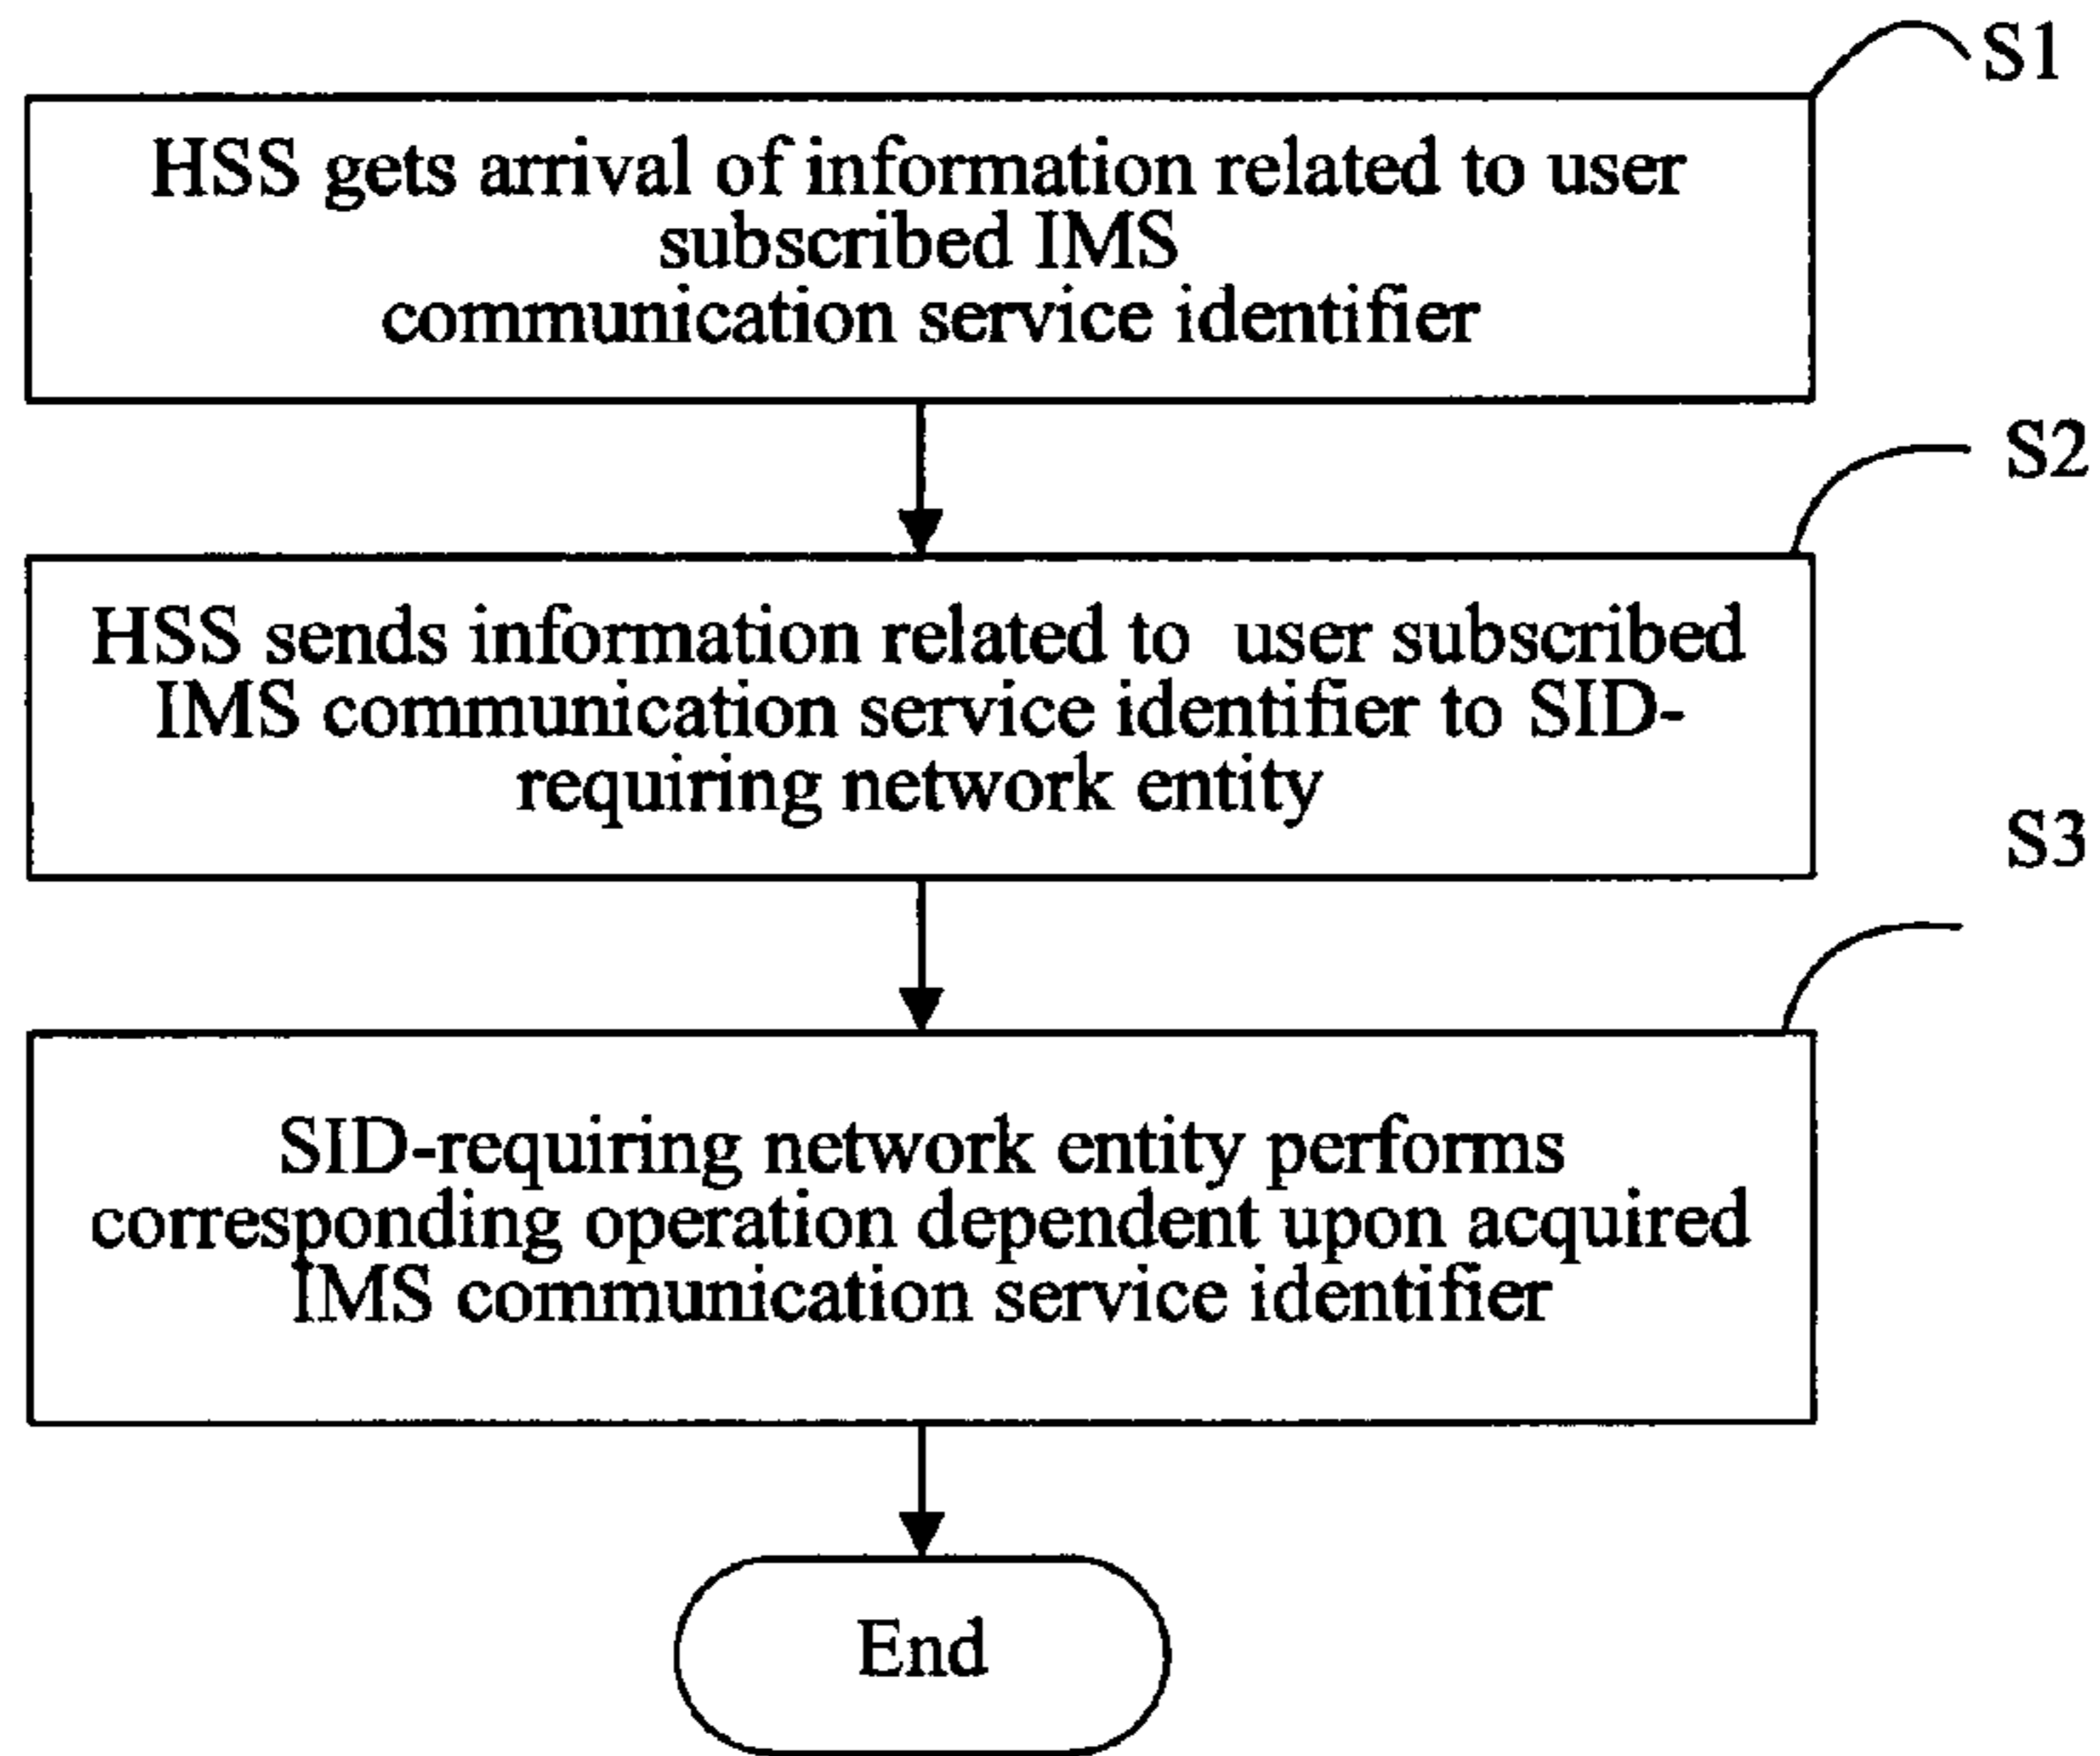 S1
HSS gets arrival of information related to user
subscribed IMS
communication service identifier
S2
HSS sends information related to user subscribed
IMS communication service identifier to SID-
requiring network entity
S3
SID-requiring network entity performs
corresponding operation dependent upon acquired
IMS communication service identifier
End